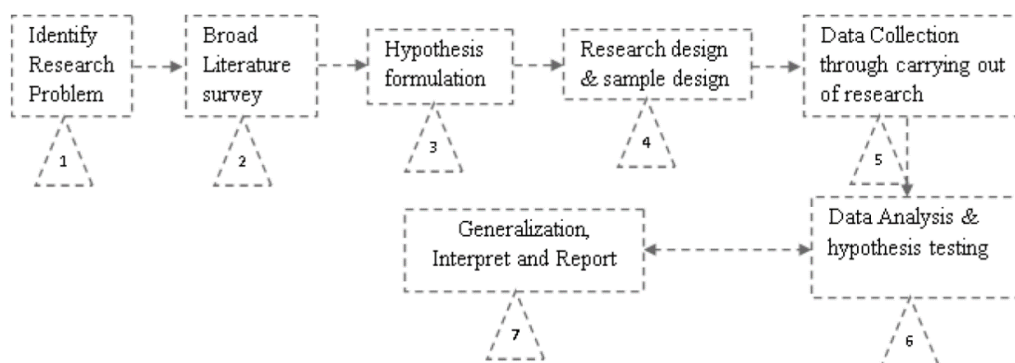 Identify
Research
Problem
1
Broad
Literature
survey
2
Hypothesis
formulation
3
Research design
& sample design
4
Data Collection
through carrying out
of research
5
Data Analysis &
hypothesis testing
6
Generalization,
Interpret and Report
7